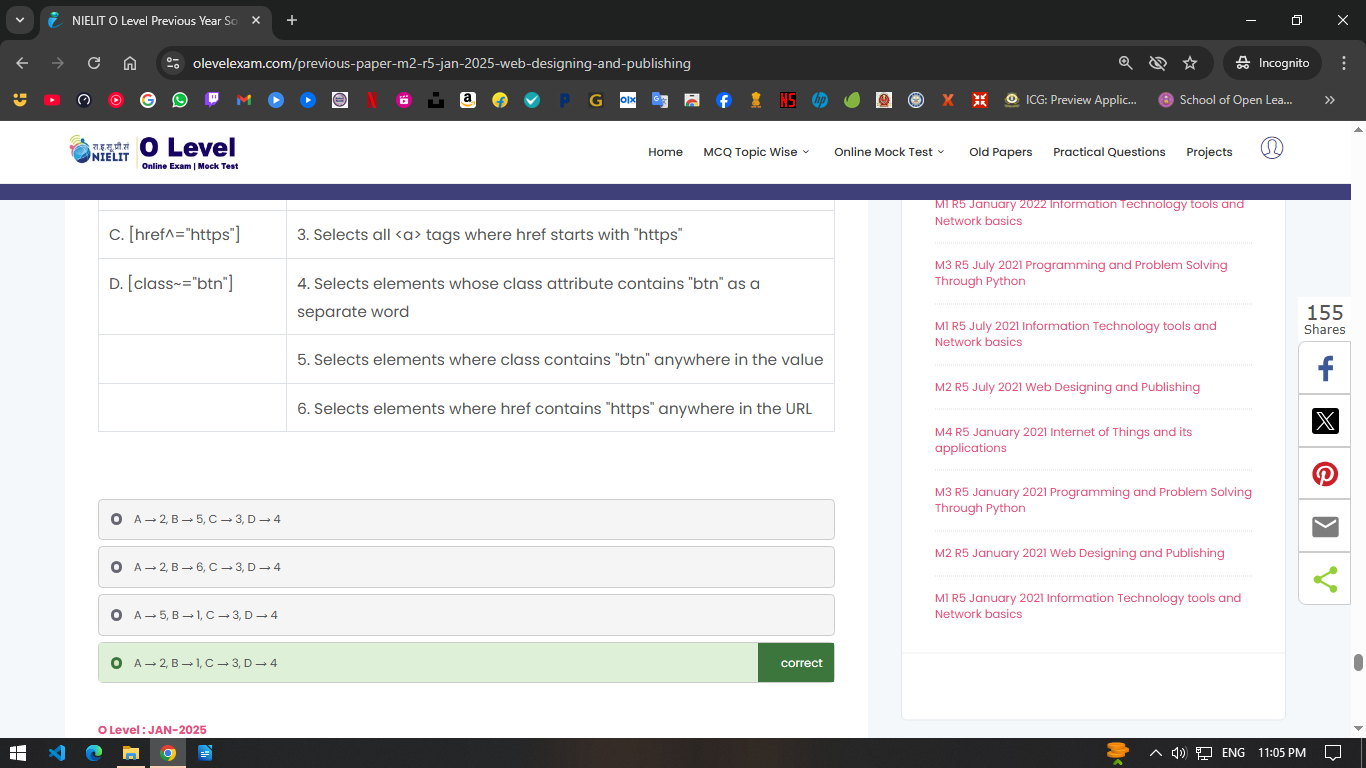 NIELIT O Level Previous Year So
olevelexam.com/previous-paper-m2-r5-jan-2025-web-designing-and-publishing
Incognito
ICG: Preview Applic...
School of Open Lea...
NIELIT
O Level
Online Exam | Mock Test
Home
MCQ Topic Wise
Online Mock Test
Old Papers
Practical Questions
Projects
C. [href^="https"]
3. Selects all <a> tags where href starts with "https"
D. [class~="btn"]
4. Selects elements whose class attribute contains "btn" as a
separate word
5. Selects elements where class contains "btn" anywhere in the value
6. Selects elements where href contains "https" anywhere in the URL
A → 2, B → 5, C → 3, D → 4
A → 2, B → 6, C → 3, D → 4
A → 5, B → 1, C → 3, D → 4
A → 2, B → 1, C → 3, D → 4
correct
O Level : JAN-2025
M1 R5 January 2022 Information Technology tools and
Network basics
M3 R5 July 2021 Programming and Problem Solving
Through Python
M1 R5 July 2021 Information Technology tools and
Network basics
M2 R5 July 2021 Web Designing and Publishing
M4 R5 January 2021 Internet of Things and its
applications
M3 R5 January 2021 Programming and Problem Solving
Through Python
M2 R5 January 2021 Web Designing and Publishing
M1 R5 January 2021 Information Technology tools and
Network basics
155
Shares
ENG
11:05 PM